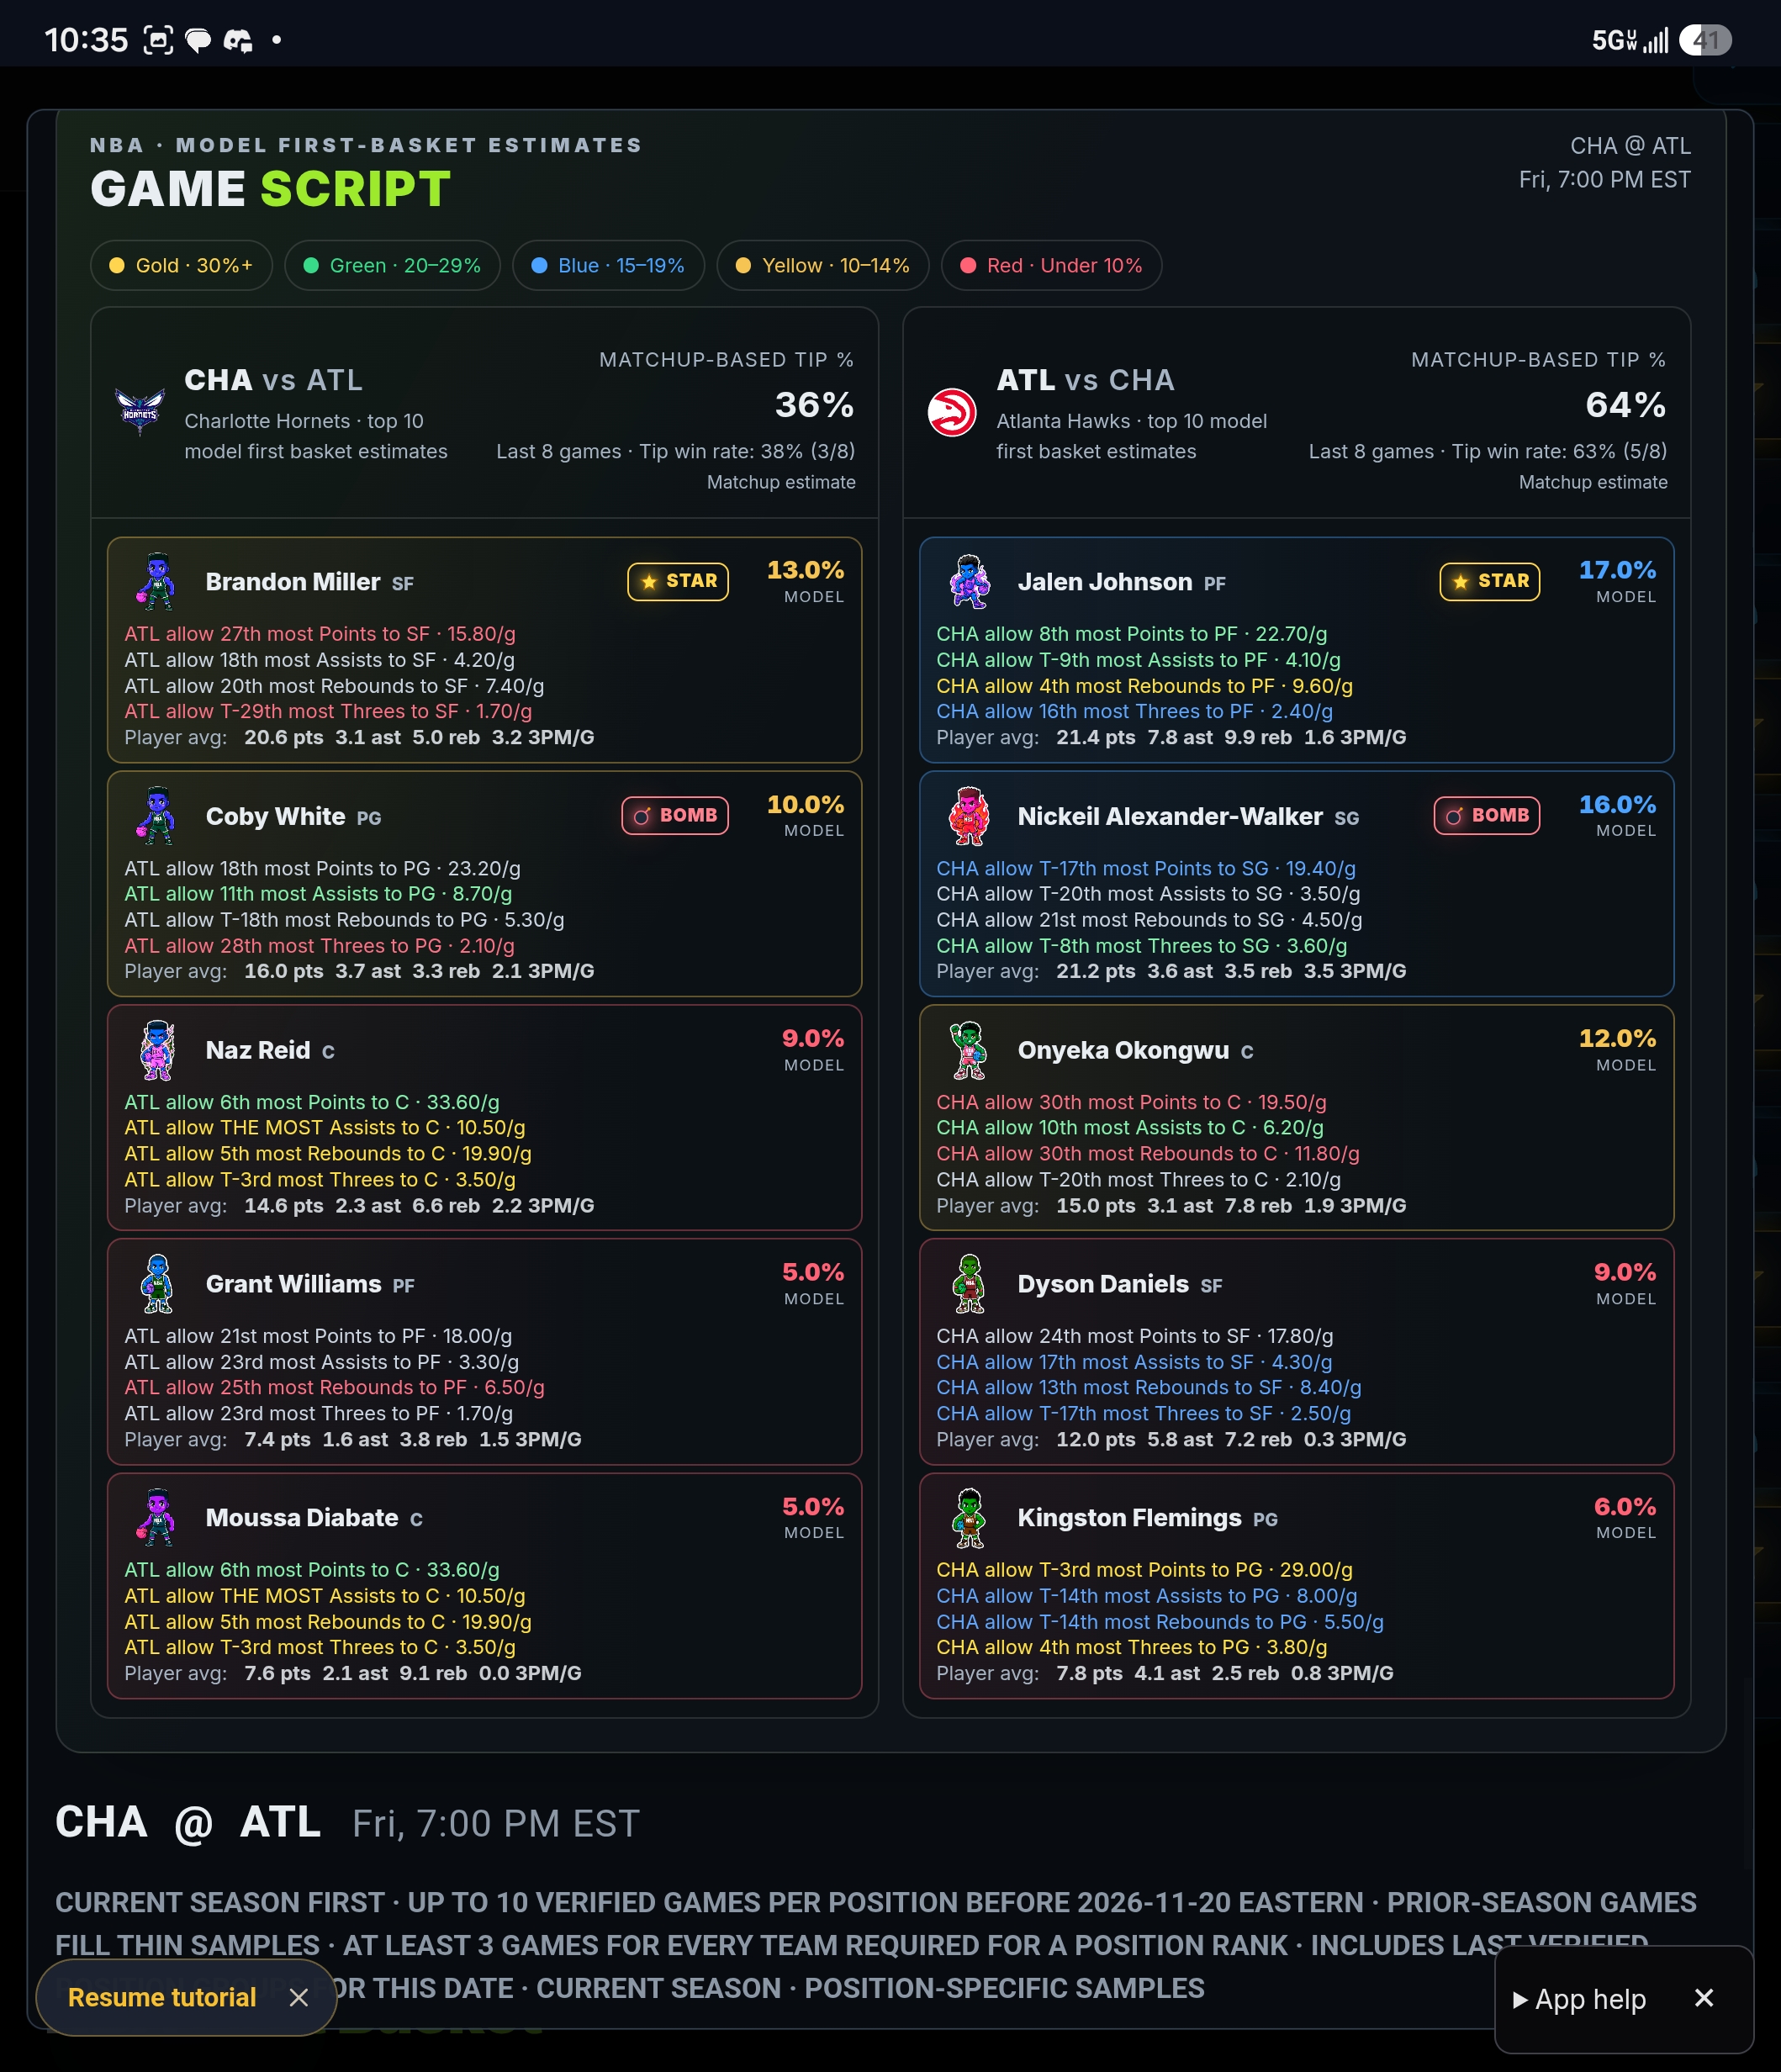 10:35
5G UW 41
NBA · MODEL FIRST-BASKET ESTIMATES
GAME SCRIPT
CHA @ ATL
Fri, 7:00 PM EST
Gold · 30%+
Green · 20–29%
Blue · 15–19%
Yellow · 10–14%
Red · Under 10%
HORNETS
CHA vs ATL
Charlotte Hornets · top 10
model first basket estimates
MATCHUP-BASED TIP %
36%
Last 8 games · Tip win rate: 38% (3/8)
Matchup estimate
Brandon Miller SF
STAR
13.0%
MODEL
ATL allow 27th most Points to SF · 15.80/g
ATL allow 18th most Assists to SF · 4.20/g
ATL allow 20th most Rebounds to SF · 7.40/g
ATL allow T-29th most Threes to SF · 1.70/g
Player avg: 20.6 pts 3.1 ast 5.0 reb 3.2 3PM/G
Coby White PG
BOMB
10.0%
MODEL
ATL allow 18th most Points to PG · 23.20/g
ATL allow 11th most Assists to PG · 8.70/g
ATL allow T-18th most Rebounds to PG · 5.30/g
ATL allow 28th most Threes to PG · 2.10/g
Player avg: 16.0 pts 3.7 ast 3.3 reb 2.1 3PM/G
Naz Reid C
9.0%
MODEL
ATL allow 6th most Points to C · 33.60/g
ATL allow THE MOST Assists to C · 10.50/g
ATL allow 5th most Rebounds to C · 19.90/g
ATL allow T-3rd most Threes to C · 3.50/g
Player avg: 14.6 pts 2.3 ast 6.6 reb 2.2 3PM/G
Grant Williams PF
5.0%
MODEL
ATL allow 21st most Points to PF · 18.00/g
ATL allow 23rd most Assists to PF · 3.30/g
ATL allow 25th most Rebounds to PF · 6.50/g
ATL allow 23rd most Threes to PF · 1.70/g
Player avg: 7.4 pts 1.6 ast 3.8 reb 1.5 3PM/G
Moussa Diabate C
5.0%
MODEL
ATL allow 6th most Points to C · 33.60/g
ATL allow THE MOST Assists to C · 10.50/g
ATL allow 5th most Rebounds to C · 19.90/g
ATL allow T-3rd most Threes to C · 3.50/g
Player avg: 7.6 pts 2.1 ast 9.1 reb 0.0 3PM/G
ATL vs CHA
Atlanta Hawks · top 10 model
first basket estimates
MATCHUP-BASED TIP %
64%
Last 8 games · Tip win rate: 63% (5/8)
Matchup estimate
Jalen Johnson PF
STAR
17.0%
MODEL
CHA allow 8th most Points to PF · 22.70/g
CHA allow T-9th most Assists to PF · 4.10/g
CHA allow 4th most Rebounds to PF · 9.60/g
CHA allow 16th most Threes to PF · 2.40/g
Player avg: 21.4 pts 7.8 ast 9.9 reb 1.6 3PM/G
Nickeil Alexander-Walker SG
BOMB
16.0%
MODEL
CHA allow T-17th most Points to SG · 19.40/g
CHA allow T-20th most Assists to SG · 3.50/g
CHA allow 21st most Rebounds to SG · 4.50/g
CHA allow T-8th most Threes to SG · 3.60/g
Player avg: 21.2 pts 3.6 ast 3.5 reb 3.5 3PM/G
Onyeka Okongwu C
12.0%
MODEL
CHA allow 30th most Points to C · 19.50/g
CHA allow 10th most Assists to C · 6.20/g
CHA allow 30th most Rebounds to C · 11.80/g
CHA allow T-20th most Threes to C · 2.10/g
Player avg: 15.0 pts 3.1 ast 7.8 reb 1.9 3PM/G
Dyson Daniels SF
9.0%
MODEL
CHA allow 24th most Points to SF · 17.80/g
CHA allow 17th most Assists to SF · 4.30/g
CHA allow 13th most Rebounds to SF · 8.40/g
CHA allow T-17th most Threes to SF · 2.50/g
Player avg: 12.0 pts 5.8 ast 7.2 reb 0.3 3PM/G
Kingston Flemings PG
6.0%
MODEL
CHA allow T-3rd most Points to PG · 29.00/g
CHA allow T-14th most Assists to PG · 8.00/g
CHA allow T-14th most Rebounds to PG · 5.50/g
CHA allow 4th most Threes to PG · 3.80/g
Player avg: 7.8 pts 4.1 ast 2.5 reb 0.8 3PM/G
CHA @ ATL Fri, 7:00 PM EST
CURRENT SEASON FIRST · UP TO 10 VERIFIED GAMES PER POSITION BEFORE 2026-11-20 EASTERN · PRIOR-SEASON GAMES
FILL THIN SAMPLES · AT LEAST 3 GAMES FOR EVERY TEAM REQUIRED FOR A POSITION RANK · INCLUDES LAST VERIFIED
POSITION GROUPS FOR THIS DATE · CURRENT SEASON · POSITION-SPECIFIC SAMPLES
Resume tutorial
App help